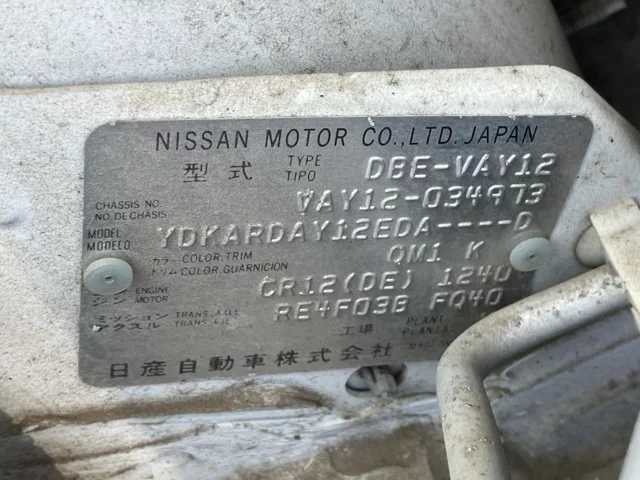 NISSAN MOTOR CO.,LTD. JAPAN
型式 TYPE TIPO DBE-VAY12
CHASSIS NO. NO. DE CHASIS VAY12-034973
MODEL MODELO YDKARDAY12EDA----D
カラー COLOR, TRIM QM1 K
トリム COLOR, GUARNICION
ENGINE CR12(DE) 1240
ジン MOTOR
ミッション TRANS, AXLE RE4F03B FQ40
アクスル TRANS, EJE
工場 PLANT PLANTA
日産自動車株式会社